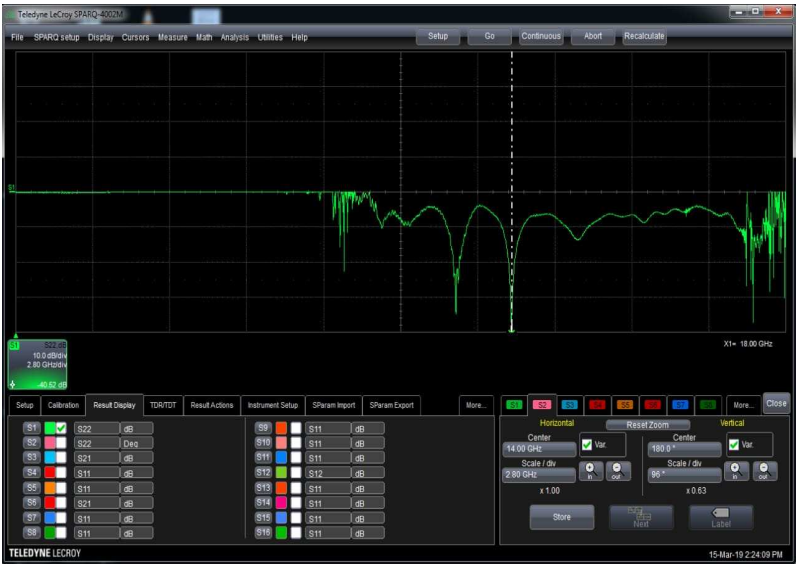 Teledyne LeCroy SPARQ-4002M
File SPARQ setup Display Cursors Measure Math Analysis Utilities Help Setup Go Continuous Abort Recalculate
S1
S1 S22 dB
10.0 dB/div
2.80 GHz/div
-40.52 dB
X1= 18.00 GHz
Setup Calibration Result Display TDR/TDT Result Actions Instrument Setup SParam Import SParam Export More... S1 S2 S3 S4 S5 S6 S7 S8 More... Close
S1 S22 dB S9 S11 dB
S2 S22 Deg S10 S11 dB
S3 S21 dB S11 S11 dB
S4 S11 dB S12 S12 dB
S5 S11 dB S13 S11 dB
S6 S21 dB S14 S11 dB
S7 S11 dB S15 S11 dB
S8 S11 dB S16 S11 dB
Horizontal Reset Zoom Vertical
Center Center
14.00 GHz Var. 180.0 ° Var.
Scale / div Scale / div
2.80 GHz in out 96 ° in out
x 1.00 x 0.63
Store Next Label
TELEDYNE LECROY 15-Mar-19 2:24:09 PM